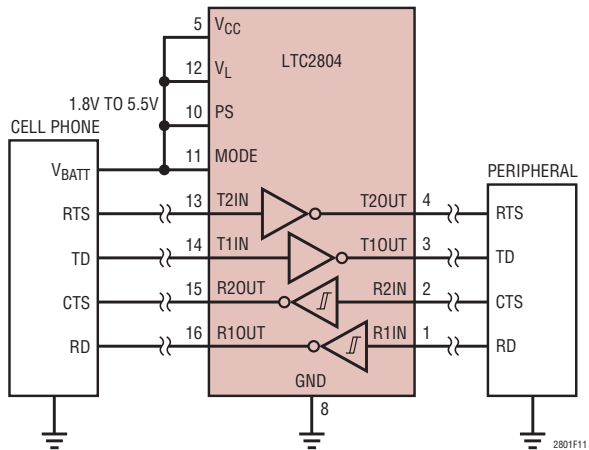 5 VCC
LTC2804
12 VL
1.8V TO 5.5V
10 PS
CELL PHONE
11 MODE
VBATT
PERIPHERAL
RTS 13 T2IN T2OUT 4 RTS
TD 14 T1IN T1OUT 3 TD
CTS 15 R2OUT R2IN 2 CTS
RD 16 R1OUT R1IN 1 RD
GND
8
2801F11